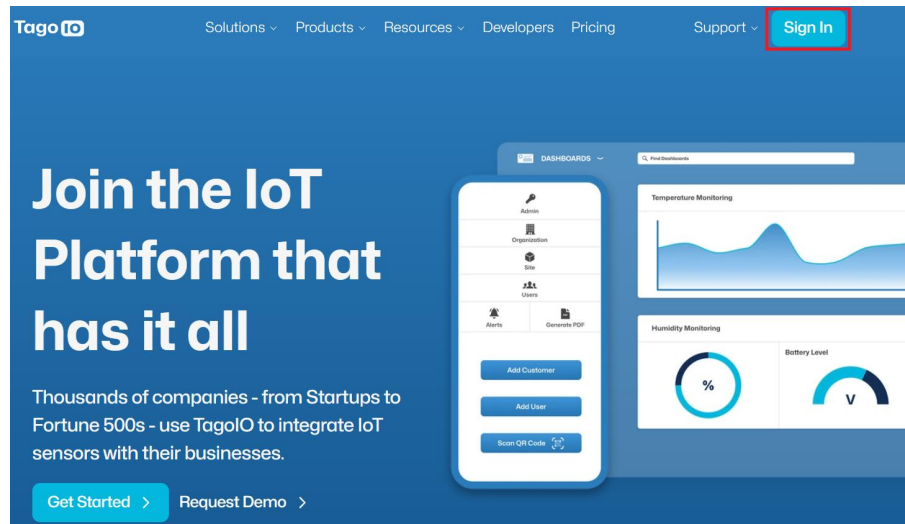 Tago IO
Solutions
Products
Resources
Developers
Pricing
Support
Sign In
Join the IoT
Platform that
has it all
Thousands of companies - from Startups to
Fortune 500s - use TagoIO to integrate IoT
sensors with their businesses.
Get Started
Request Demo
DASHBOARDS
Find Dashboards
Admin
Organization
Site
Users
Alerts
Generate PDF
Add Customer
Add User
Scan QR Code
Temperature Monitoring
Humidity Monitoring
%
Battery Level
V